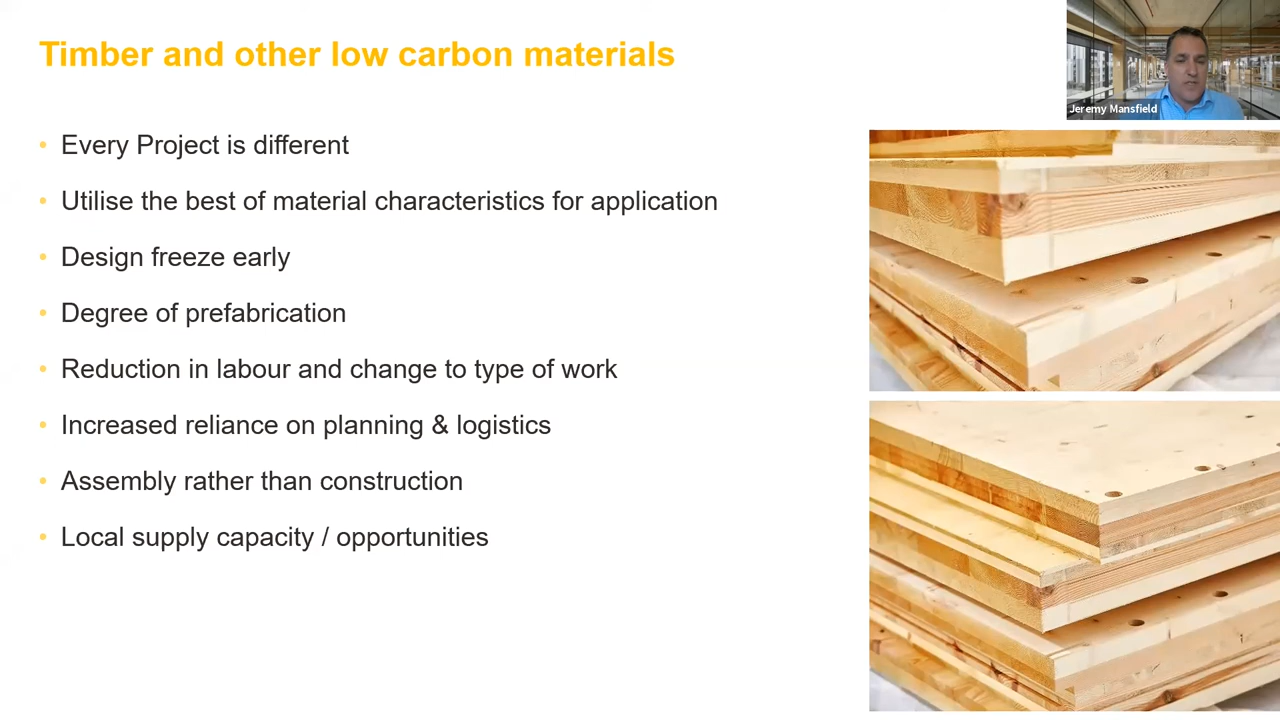 Timber and other low carbon materials
Jeremy Mansfield
• Every Project is different
• Utilise the best of material characteristics for application
• Design freeze early
• Degree of prefabrication
• Reduction in labour and change to type of work
• Increased reliance on planning & logistics
• Assembly rather than construction
• Local supply capacity / opportunities